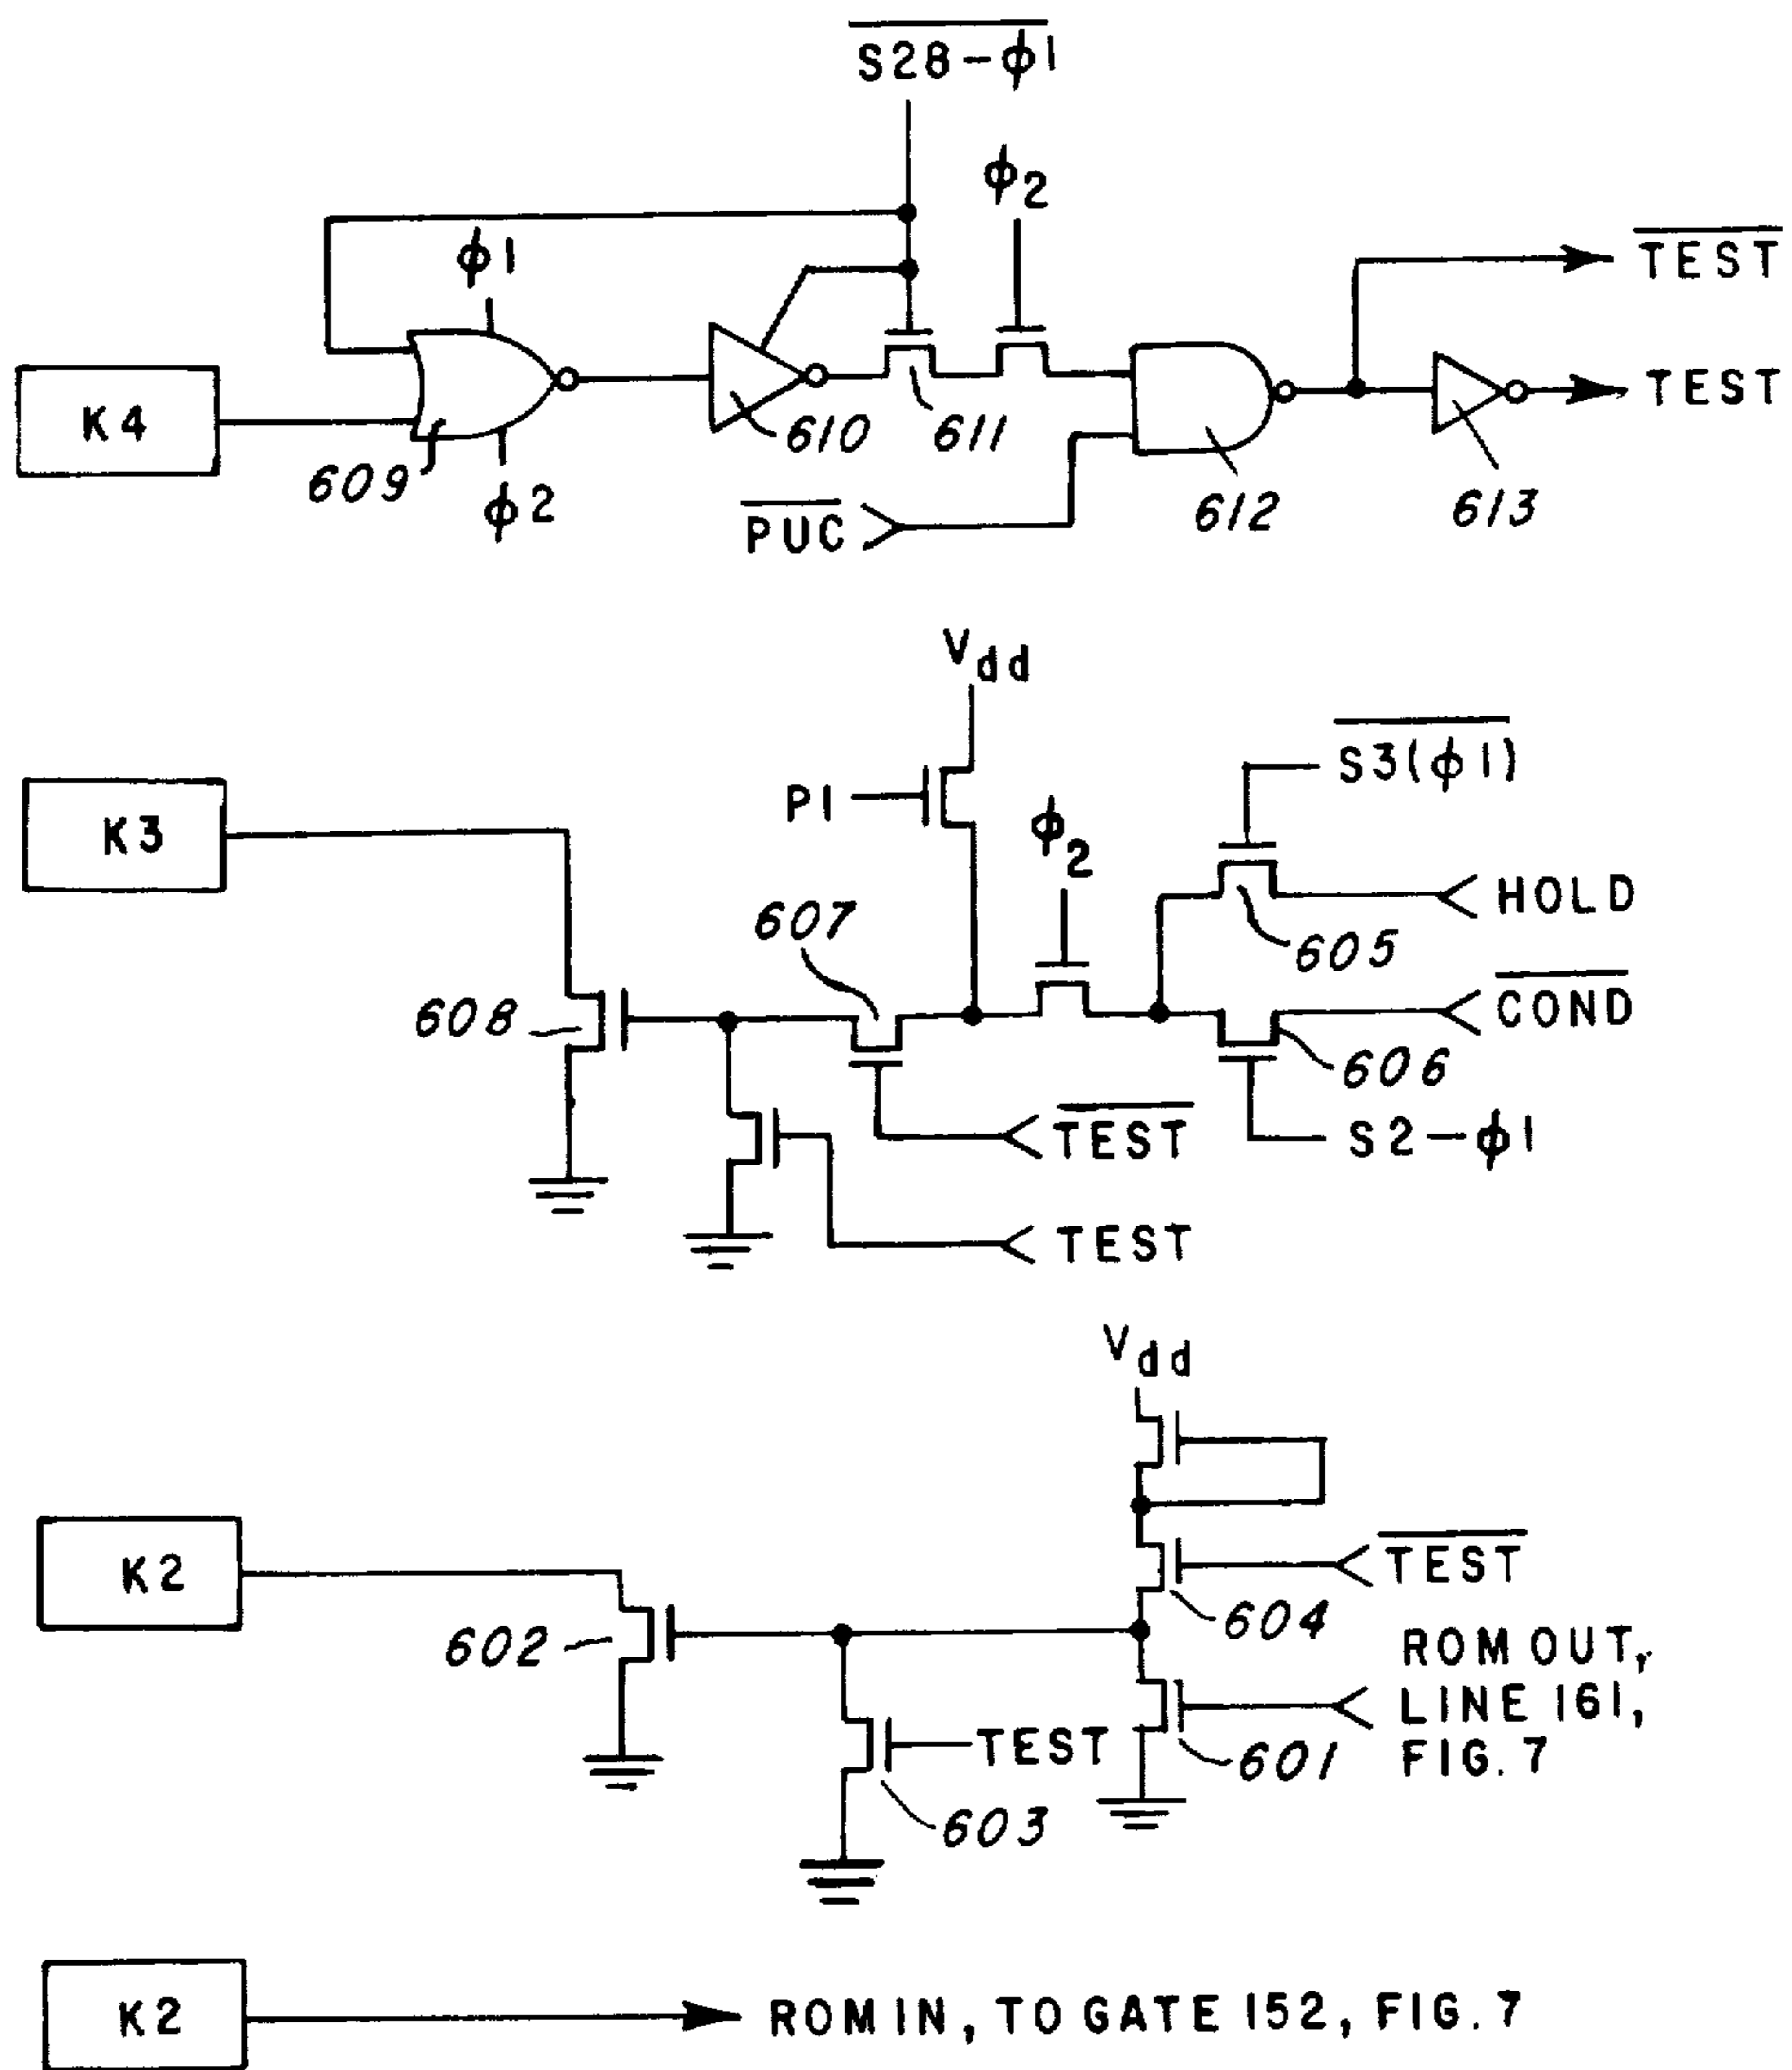 S28-ϕ1
ϕ2
ϕ1
TEST
K4
TEST
609
610
611
ϕ2
612
613
PUC
Vdd
S3(ϕ1)
P1
K3
ϕ2
607
HOLD
605
608
COND
606
TEST
S2-ϕ1
TEST
Vdd
TEST
K2
604
602
ROM OUT,
LINE 161,
FIG. 7
TEST
601
603
K2
ROM IN, TO GATE 152, FIG. 7